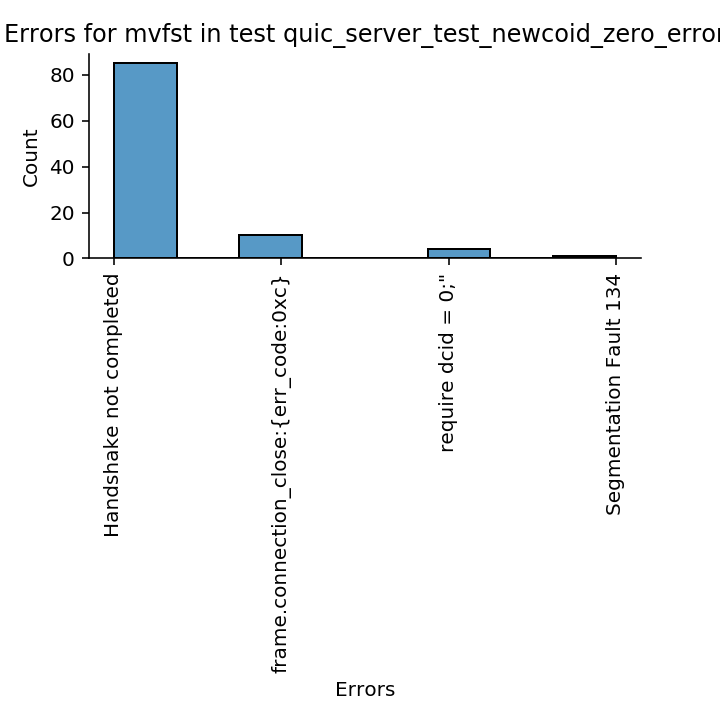 Errors for mvfst in test quic_server_test_newcoid_zero_error
80
60
40
20
0
Count
Handshake not completed
frame.connection_close:{err_code:0xc}
require dcid = 0;"
Segmentation Fault 134
Errors